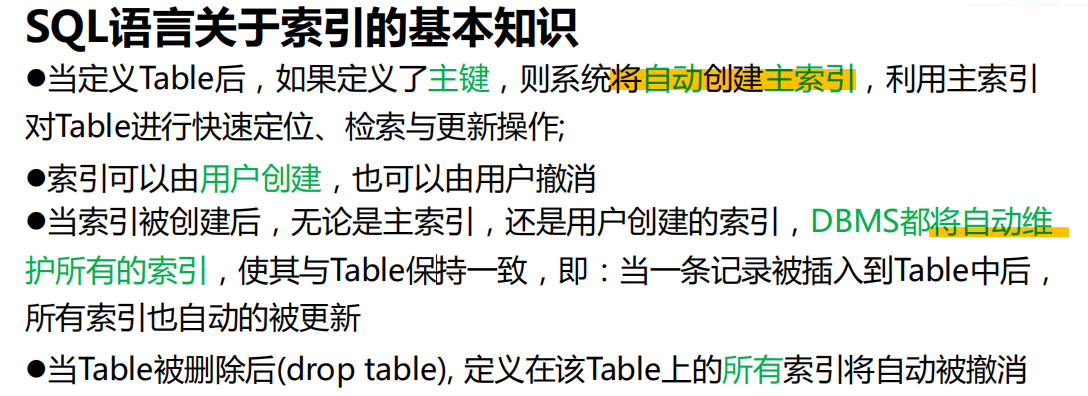 SQL语言关于索引的基本知识
●当定义Table后，如果定义了主键，则系统将自动创建主索引，利用主索引
对Table进行快速定位、检索与更新操作;
●索引可以由用户创建，也可以由用户撤消
●当索引被创建后，无论是主索引，还是用户创建的索引，DBMS都将自动维
护所有的索引，使其与Table保持一致，即：当一条记录被插入到Table中后，
所有索引也自动的被更新
●当Table被删除后(drop table), 定义在该Table上的所有索引将自动被撤消